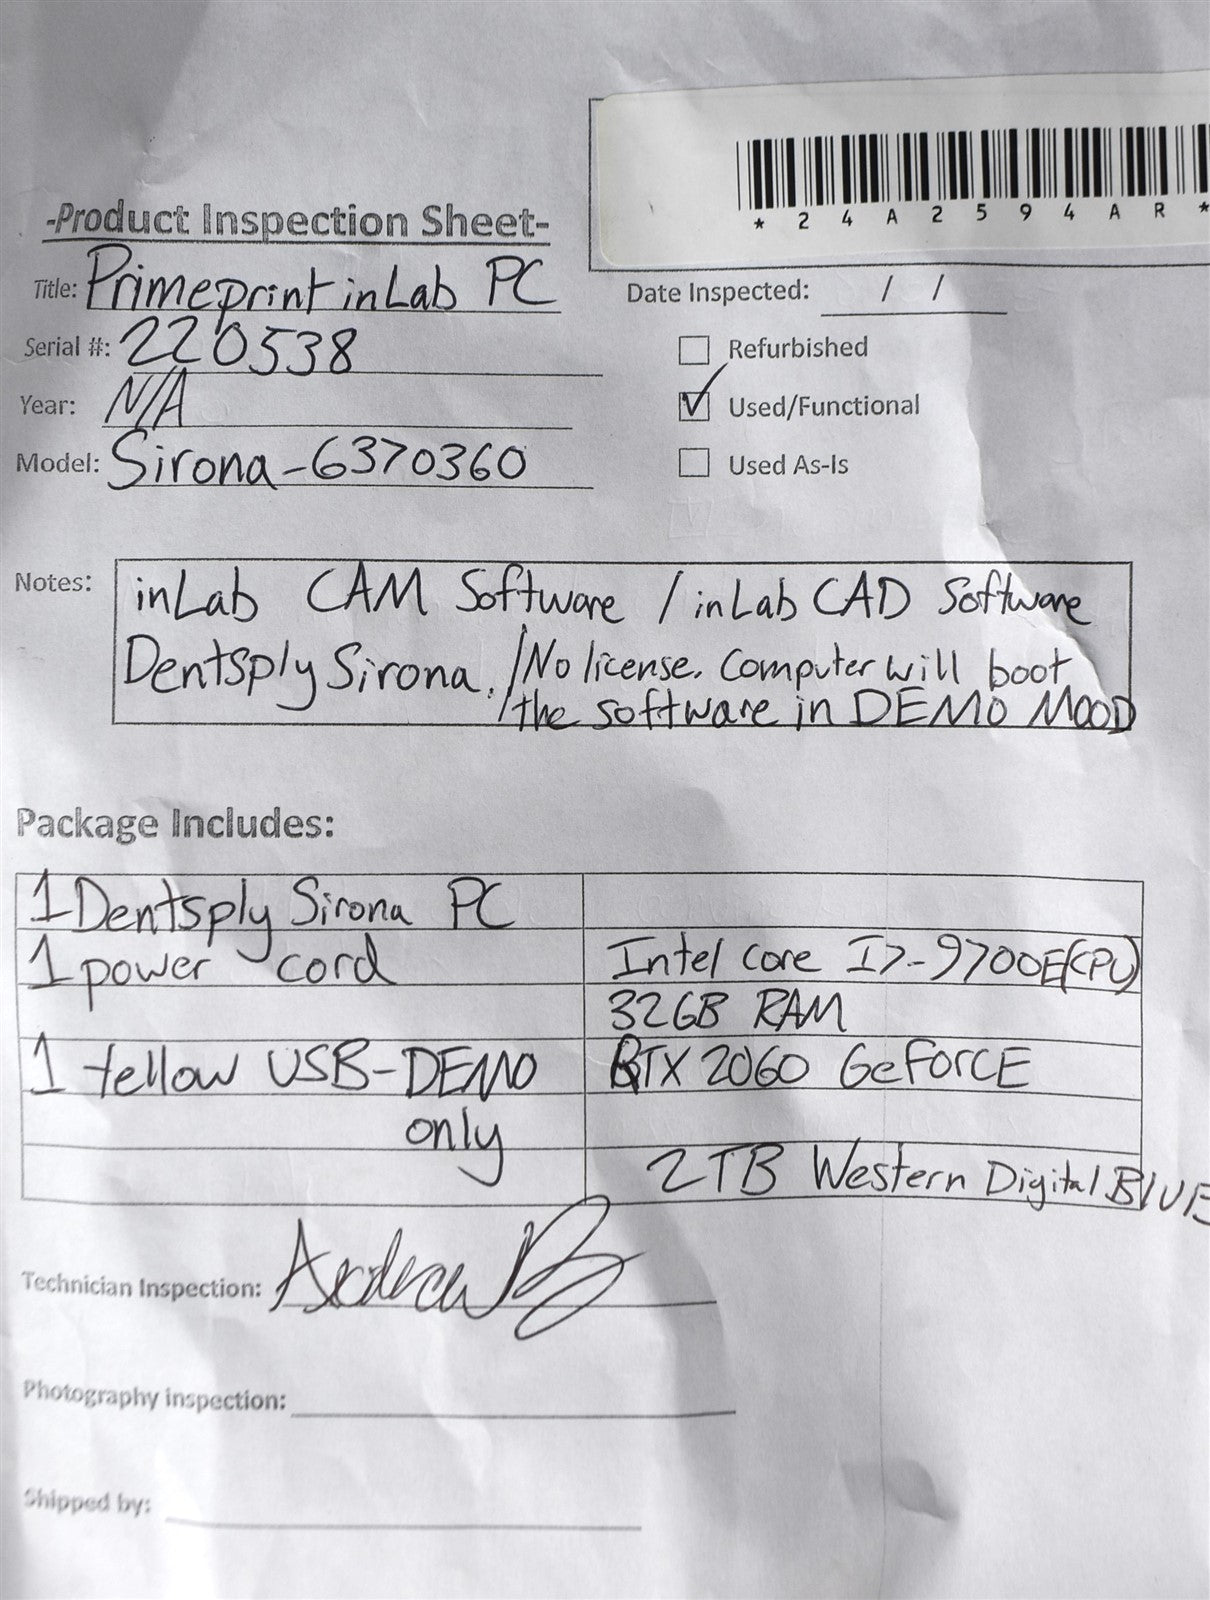 *24A2594AR*
-Product Inspection Sheet-
Title: Primeprint inLab PC
Date Inspected: / /
Serial #: 220538
Refurbished
Year: N/A
Used/Functional
Model: Sirona-6370360
Used As-Is
Notes: inLab CAM Software / inLab CAD Software
Dentsply Sirona. /No license. Computer will boot
/the software in DEMO MOOD
Package Includes:
1 Dentsply Sirona PC
1 power cord
Intel core I7-9700E(CPU)
32GB RAM
1 Yellow USB-DEMO
RTX 2060 GeFORCE
only
2TB Western Digital BLUE
Technician Inspection:
Photography inspection:
Shipped by: